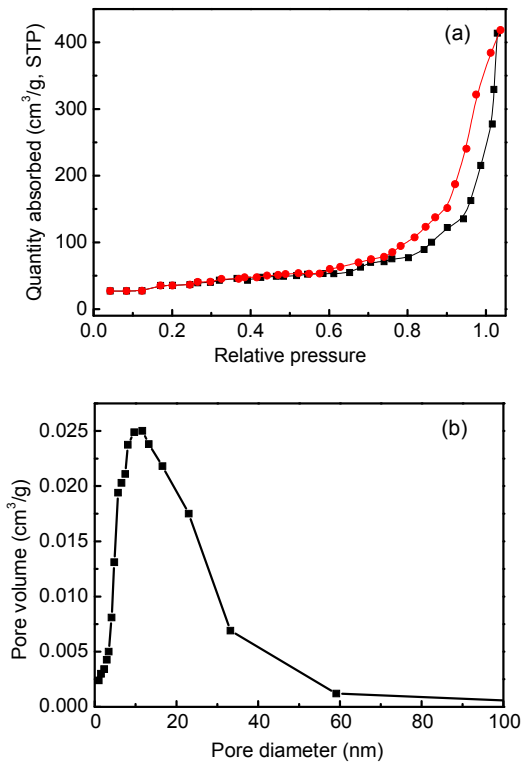 (a)
Quantity absorbed (cm³/g, STP)
400
300
200
100
0
0.0 0.2 0.4 0.6 0.8 1.0
Relative pressure
(b)
Pore volume (cm³/g)
0.025
0.020
0.015
0.010
0.005
0.000
0 20 40 60 80 100
Pore diameter (nm)